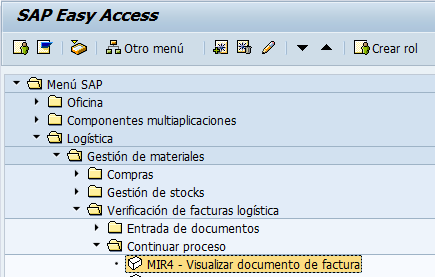 SAP Easy Access
Otro menú
Crear rol
Menú SAP
Oficina
Componentes multiaplicaciones
Logística
Gestión de materiales
Compras
Gestión de stocks
Verificación de facturas logística
Entrada de documentos
Continuar proceso
MIR4 - Visualizar documento de factura